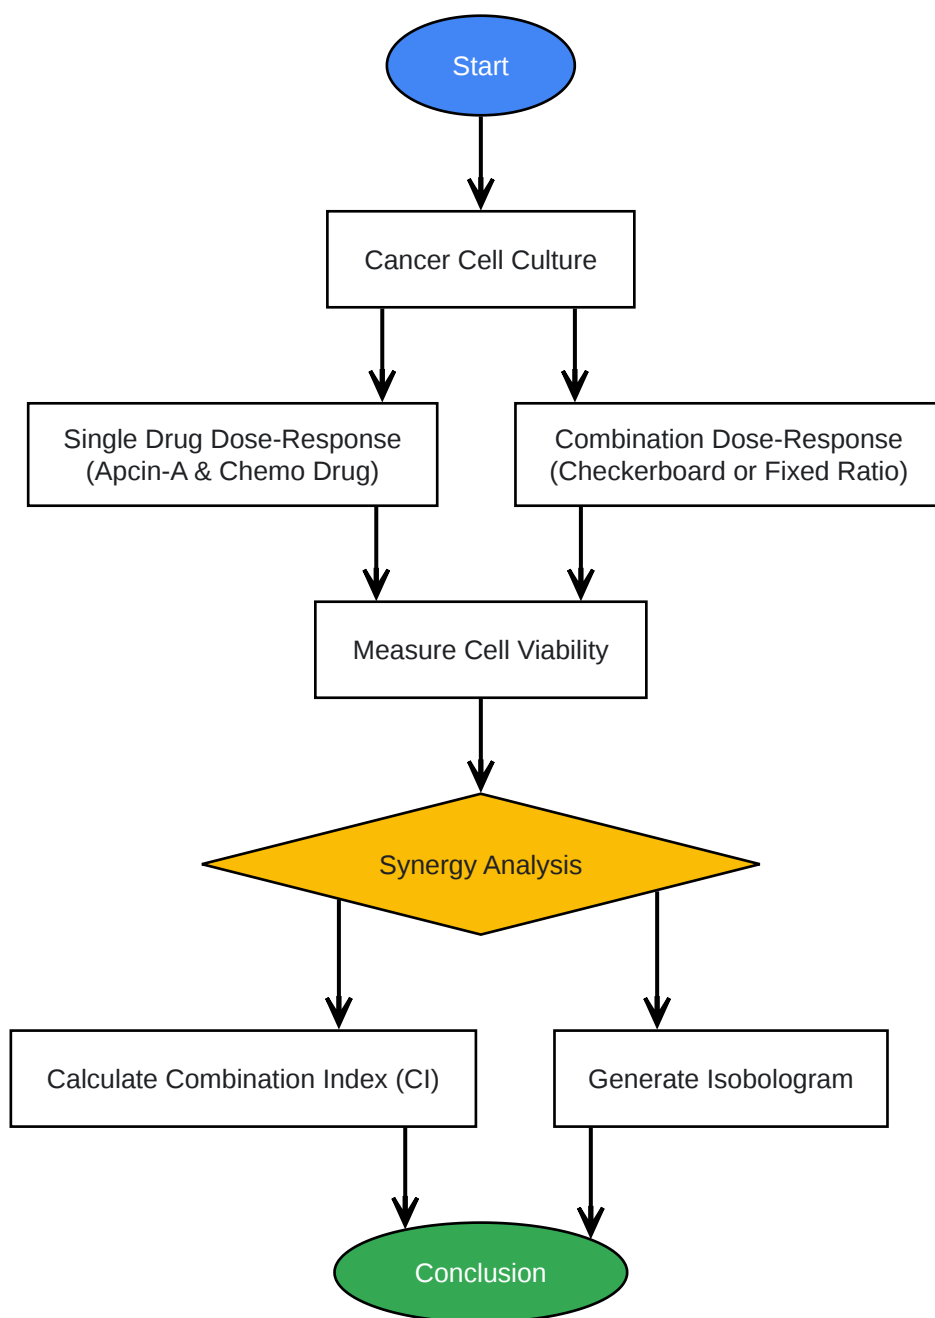 Start
Cancer Cell Culture
Single Drug Dose-Response
(Apcin-A & Chemo Drug)
Combination Dose-Response
(Checkerboard or Fixed Ratio)
Measure Cell Viability
Synergy Analysis
Calculate Combination Index (CI)
Generate Isobologram
Conclusion